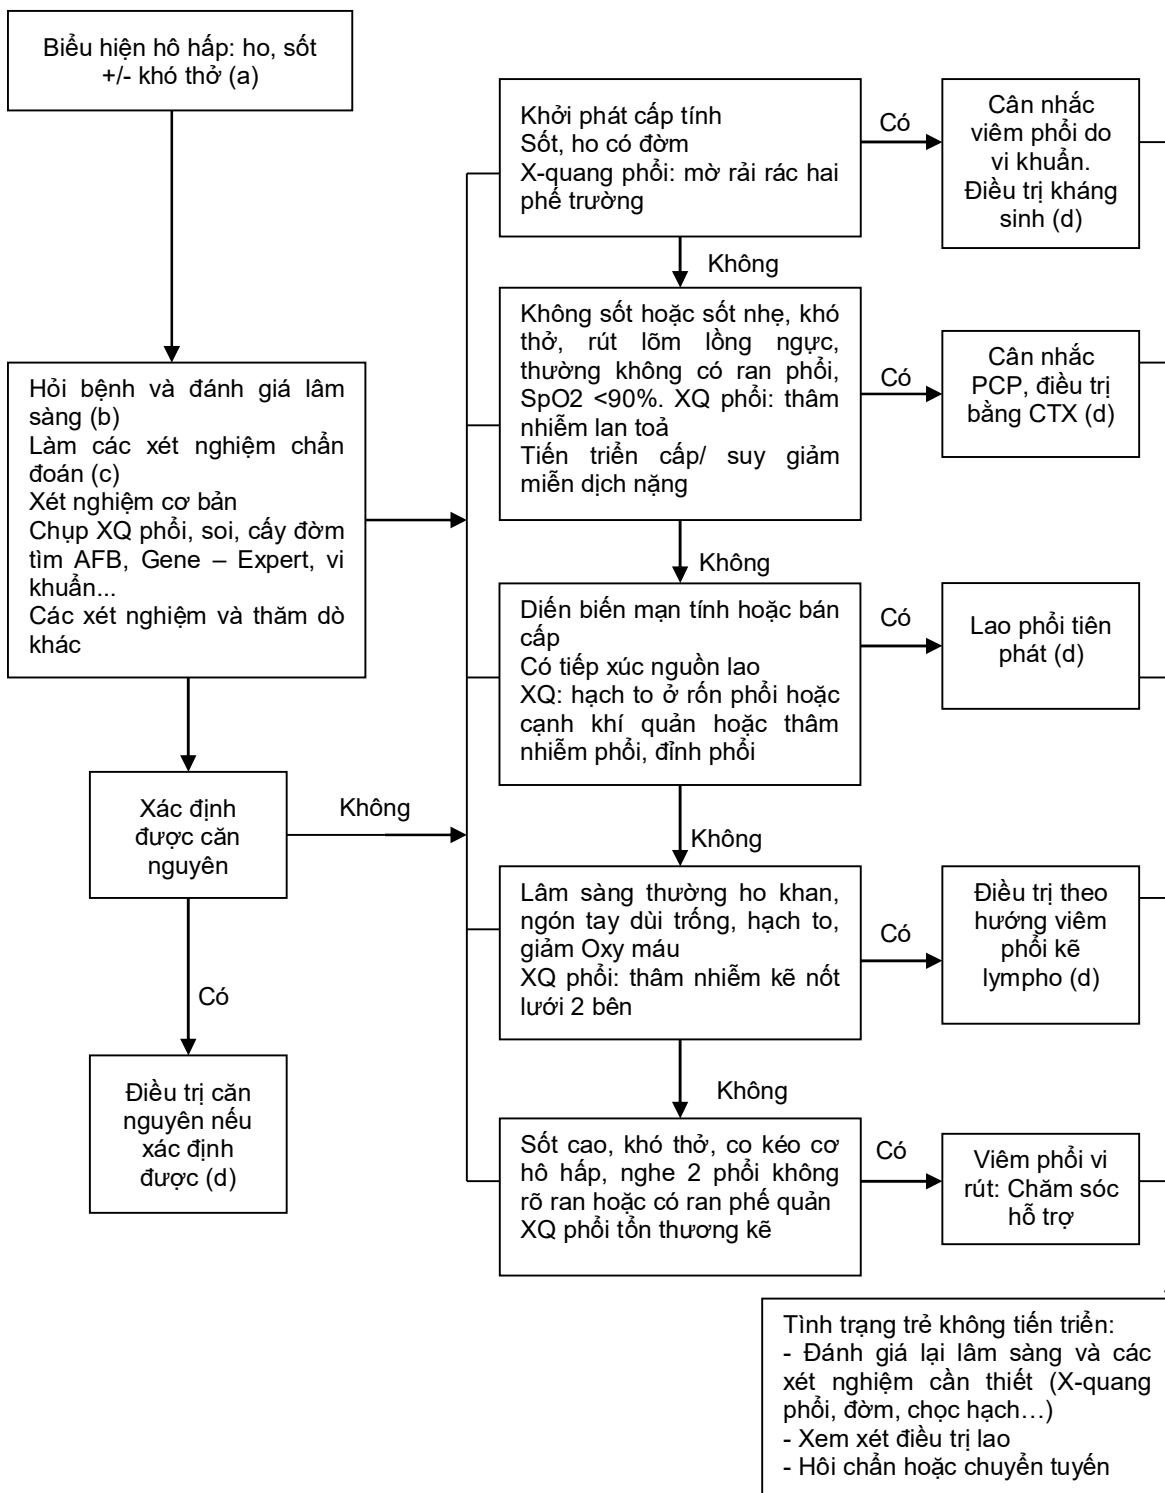 Biểu hiện hô hấp: ho, sốt
+/- khó thở (a)
Hỏi bệnh và đánh giá lâm
sàng (b)
Làm các xét nghiệm chẩn
đoán (c)
Xét nghiệm cơ bản
Chụp XQ phổi, soi, cấy đờm
tìm AFB, Gene – Expert, vi
khuẩn...
Các xét nghiệm và thăm dò
khác
Xác định
được căn
nguyên
Không
Có
Điều trị căn
nguyên nếu
xác định
được (d)
Khởi phát cấp tính
Sốt, ho có đờm
X-quang phổi: mờ rải rác hai
phế trường
Có
Cân nhắc
viêm phổi do
vi khuẩn.
Điều trị kháng
sinh (d)
Không
Không sốt hoặc sốt nhẹ, khó
thở, rút lõm lồng ngực,
thường không có ran phổi,
SpO2 <90%. XQ phổi: thâm
nhiễm lan toả
Tiến triển cấp/ suy giảm
miễn dịch nặng
Có
Cân nhắc
PCP, điều trị
bằng CTX (d)
Không
Diến biến mạn tính hoặc bán
cấp
Có tiếp xúc nguồn lao
XQ: hạch to ở rốn phổi hoặc
cạnh khí quản hoặc thâm
nhiễm phổi, đỉnh phổi
Có
Lao phổi tiên
phát (d)
Không
Lâm sàng thường ho khan,
ngón tay dùi trống, hạch to,
giảm Oxy máu
XQ phổi: thâm nhiễm kẽ nốt
lưới 2 bên
Có
Điều trị theo
hướng viêm
phổi kẽ
lympho (d)
Không
Sốt cao, khó thở, co kéo cơ
hô hấp, nghe 2 phổi không
rõ ran hoặc có ran phế quản
XQ phổi tổn thương kẽ
Có
Viêm phổi vi
rút: Chăm sóc
hỗ trợ
Tình trạng trẻ không tiến triển:
- Đánh giá lại lâm sàng và các
xét nghiệm cần thiết (X-quang
phổi, đờm, chọc hạch…)
- Xem xét điều trị lao
- Hôi chẩn hoặc chuyển tuyến